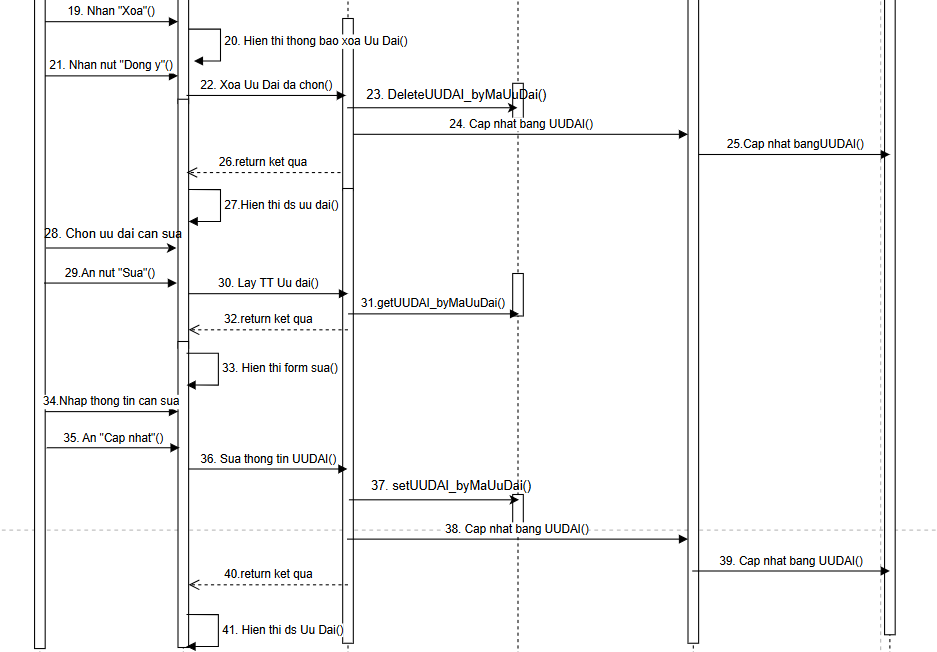 19. Nhan "Xoa"()
20. Hien thi thong bao xoa Uu Dai()
21. Nhan nut "Dong y"()
22. Xoa Uu Dai da chon()
23. DeleteUUDAI_byMaUuDai()
24. Cap nhat bang UUDAI()
25.Cap nhat bangUUDAI()
26.return ket qua
27.Hien thi ds uu dai()
28. Chon uu dai can sua
29.An nut "Sua"()
30. Lay TT Uu dai()
31.getUUDAI_byMaUuDai()
32.return ket qua
33. Hien thi form sua()
34.Nhap thong tin can sua
35. An "Cap nhat"()
36. Sua thong tin UUDAI()
37. setUUDAI_byMaUuDai()
38. Cap nhat bang UUDAI()
39. Cap nhat bang UUDAI()
40.return ket qua
41. Hien thi ds Uu Dai()